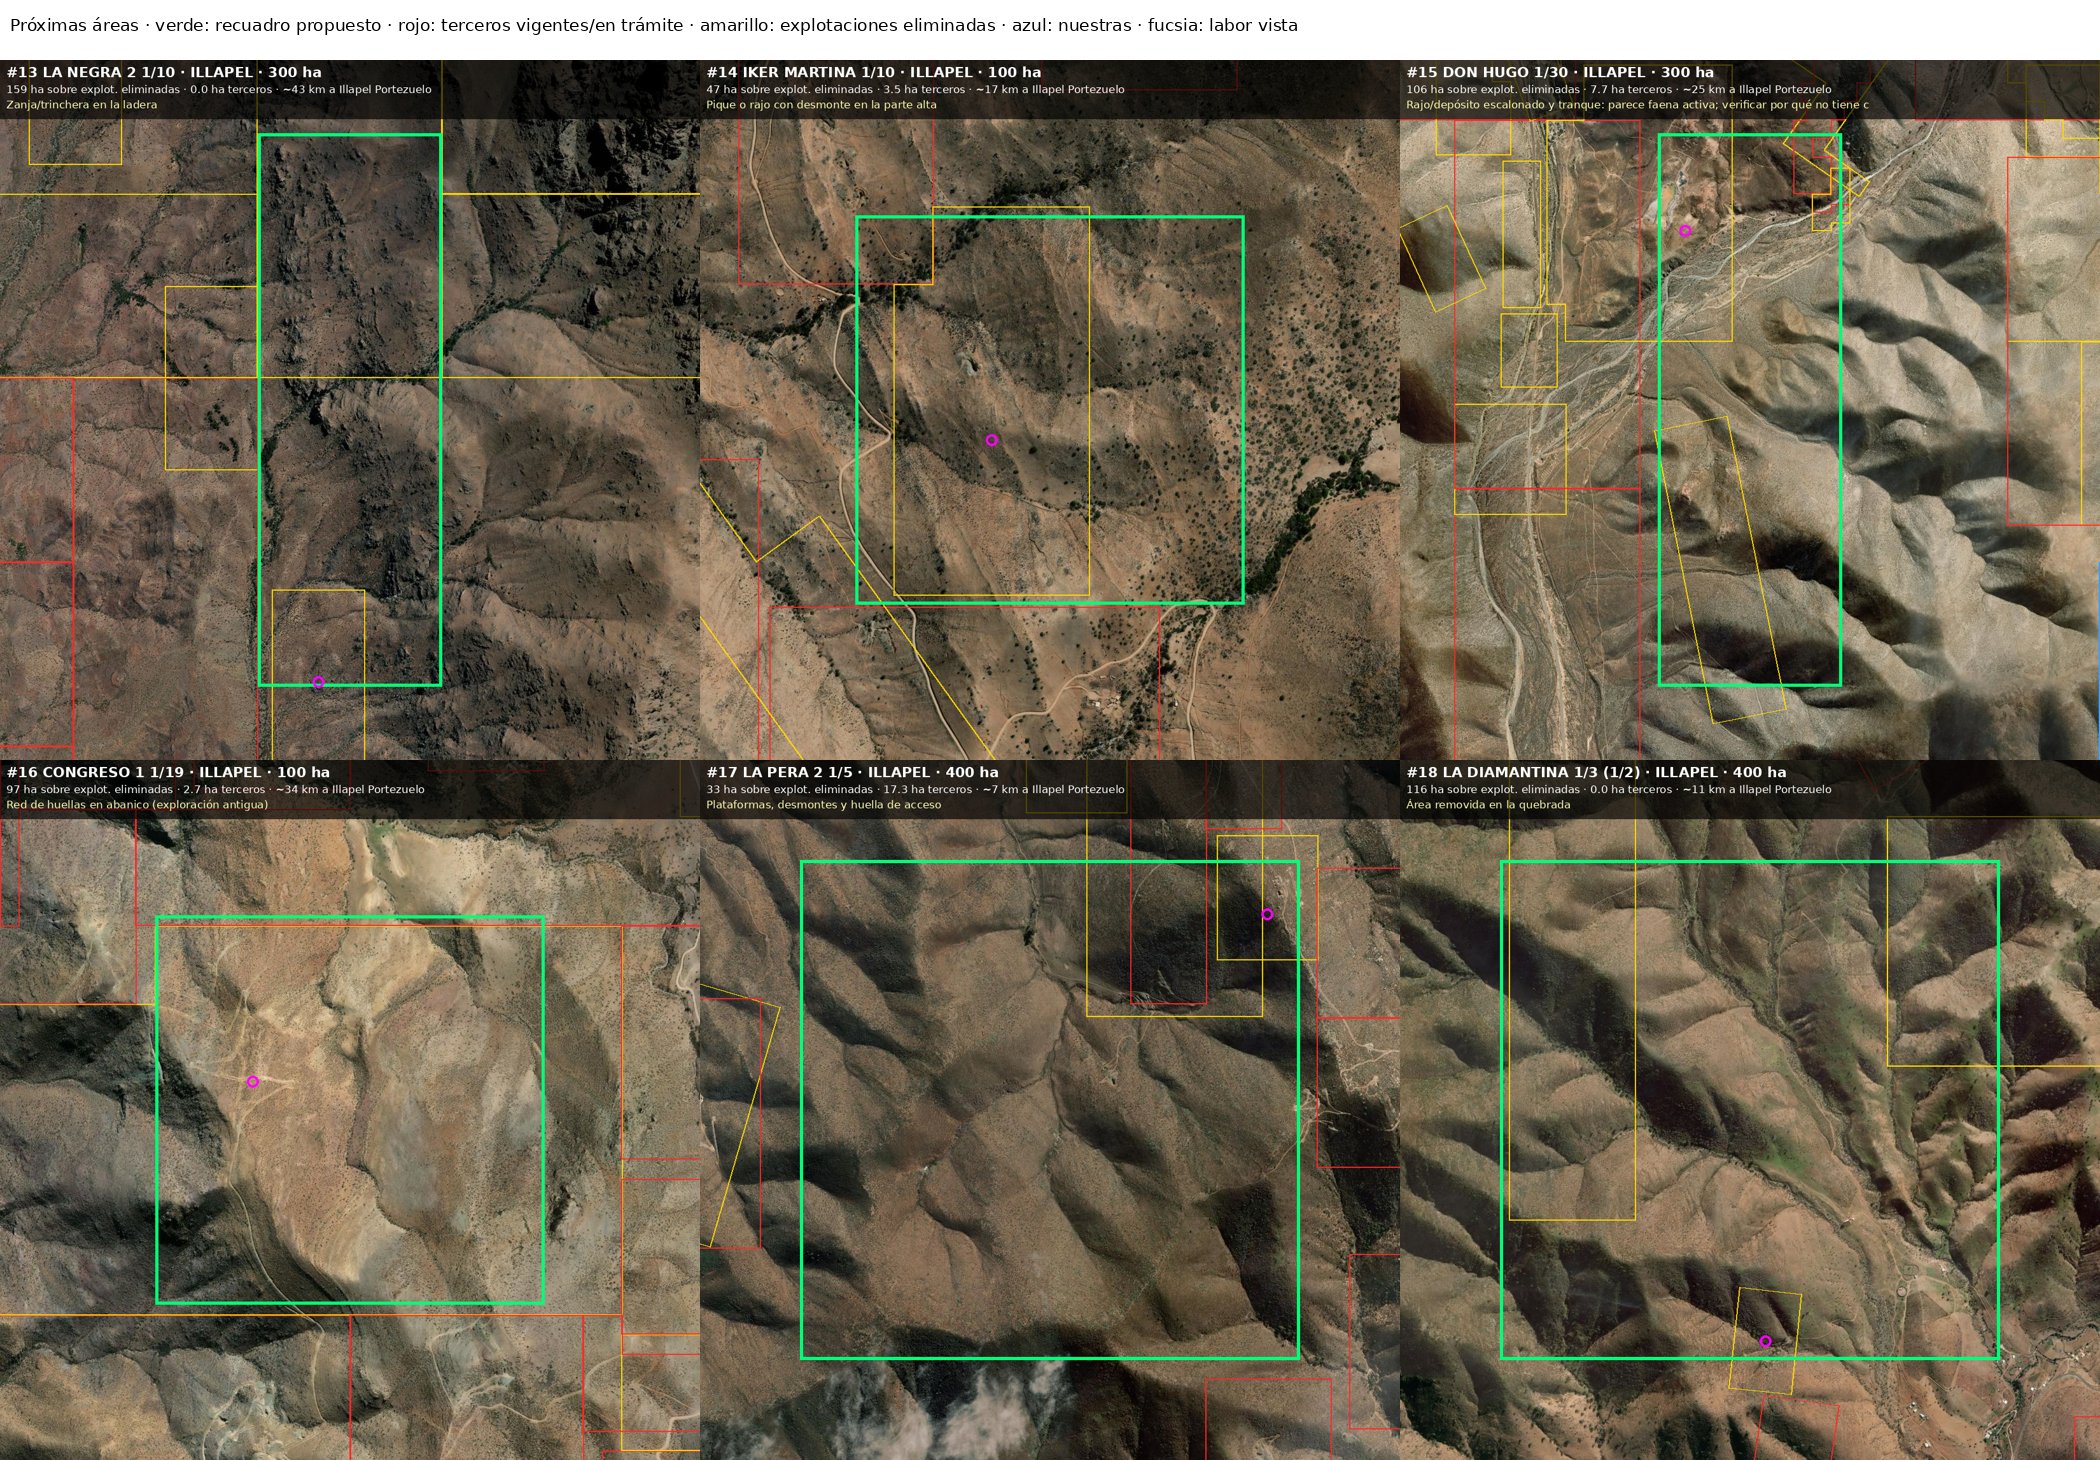 Próximas áreas · verde: recuadro propuesto · rojo: terceros vigentes/en trámite · amarillo: explotaciones eliminadas · azul: nuestras · fucsia: labor vista
#13 LA NEGRA 2 1/10 · ILLAPEL · 300 ha
159 ha sobre explot. eliminadas · 0.0 ha terceros · ~43 km a Illapel Portezuelo
Zanja/trinchera en la ladera
#14 IKER MARTINA 1/10 · ILLAPEL · 100 ha
47 ha sobre explot. eliminadas · 3.5 ha terceros · ~17 km a Illapel Portezuelo
Pique o rajo con desmonte en la parte alta
#15 DON HUGO 1/30 · ILLAPEL · 300 ha
106 ha sobre explot. eliminadas · 7.7 ha terceros · ~25 km a Illapel Portezuelo
Rajo/depósito escalonado y tranque: parece faena activa; verificar por qué no tiene c
#16 CONGRESO 1 1/19 · ILLAPEL · 100 ha
97 ha sobre explot. eliminadas · 2.7 ha terceros · ~34 km a Illapel Portezuelo
Red de huellas en abanico (exploración antigua)
#17 LA PERA 2 1/5 · ILLAPEL · 400 ha
33 ha sobre explot. eliminadas · 17.3 ha terceros · ~7 km a Illapel Portezuelo
Plataformas, desmontes y huella de acceso
#18 LA DIAMANTINA 1/3 (1/2) · ILLAPEL · 400 ha
116 ha sobre explot. eliminadas · 0.0 ha terceros · ~11 km a Illapel Portezuelo
Área removida en la quebrada